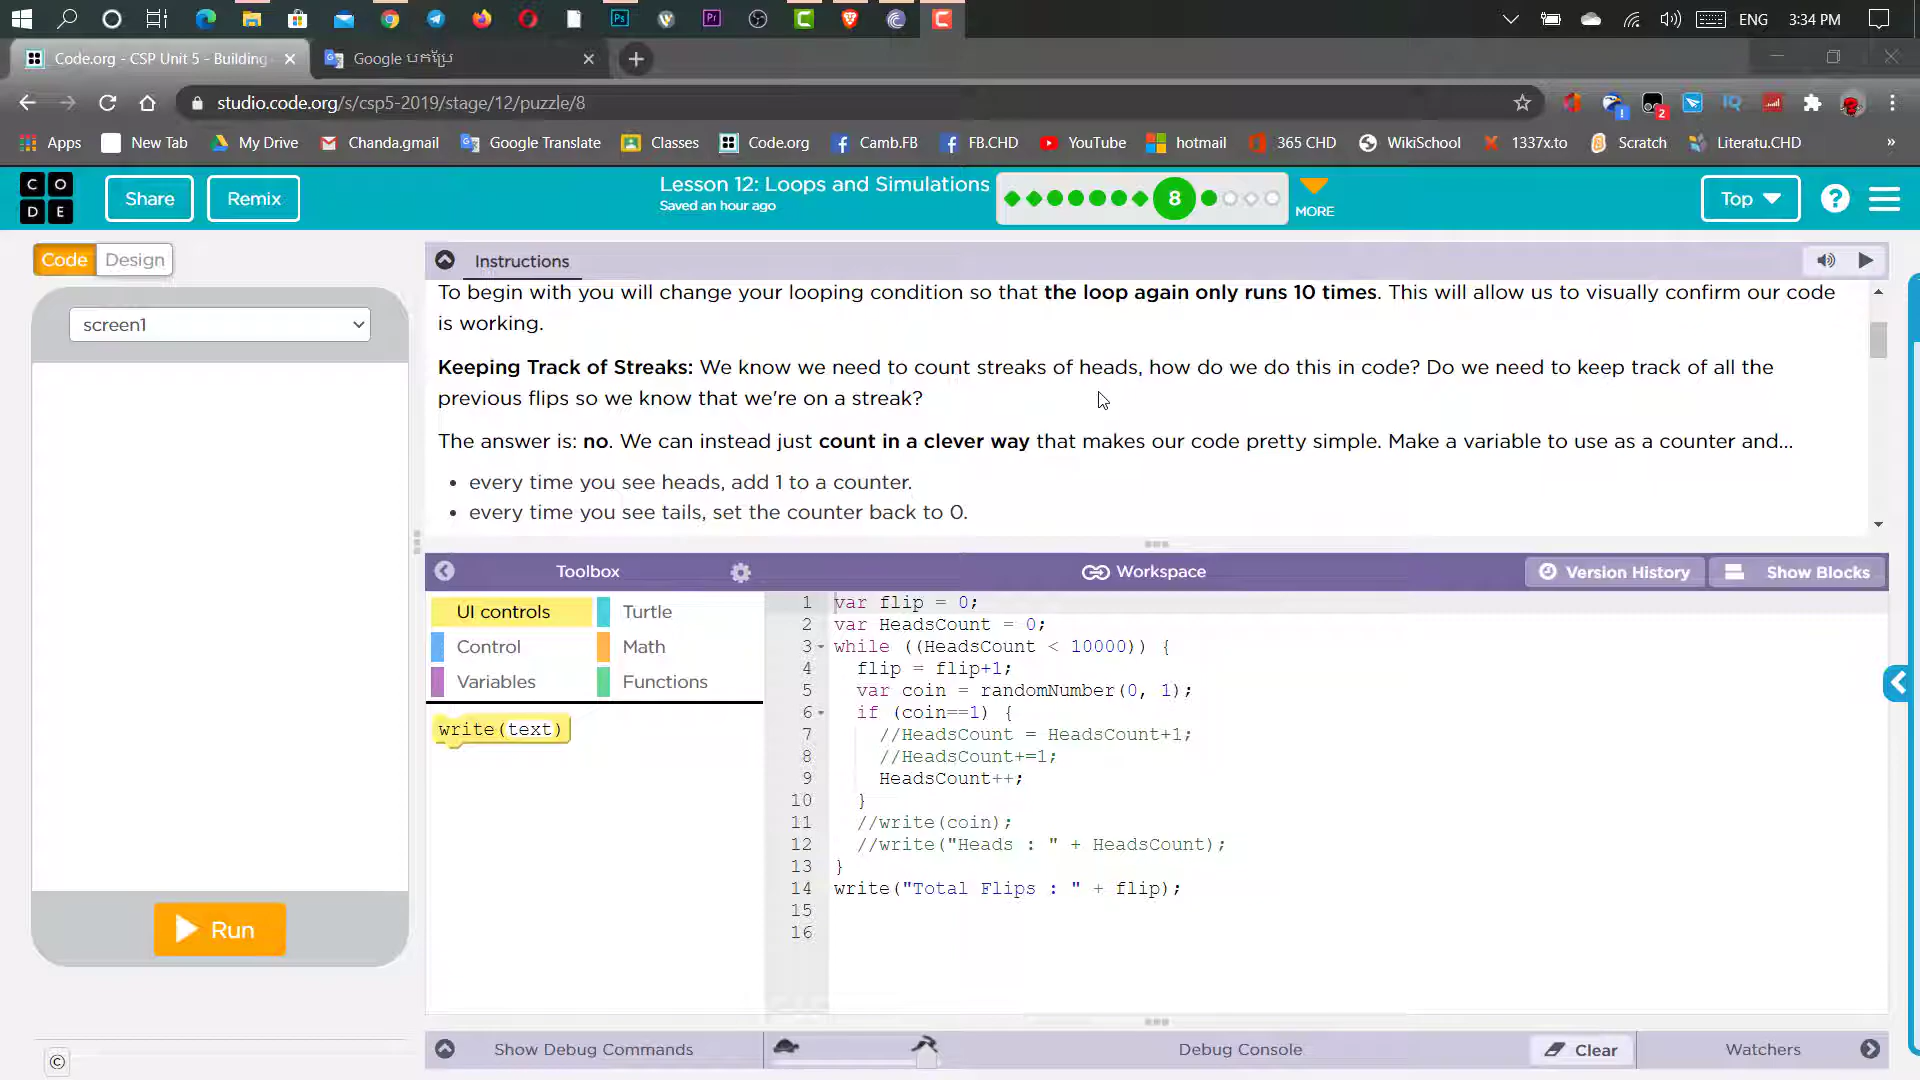 ENG
3:34 PM
Code.org - CSP Unit 5 - Building
Google បកប្រែ
studio.code.org/s/csp5-2019/stage/12/puzzle/8
Apps
New Tab
My Drive
Chanda.gmail
Google Translate
Classes
Code.org
Camb.FB
FB.CHD
YouTube
hotmail
365 CHD
WikiSchool
1337x.to
Scratch
Literatu.CHD
C O
D E
Share
Remix
Lesson 12: Loops and Simulations
Saved an hour ago
8
MORE
Top
Code
Design
Instructions
screen1
To begin with you will change your looping condition so that the loop again only runs 10 times. This will allow us to visually confirm our code
is working.
Keeping Track of Streaks: We know we need to count streaks of heads, how do we do this in code? Do we need to keep track of all the
previous flips so we know that we're on a streak?
The answer is: no. We can instead just count in a clever way that makes our code pretty simple. Make a variable to use as a counter and...
• every time you see heads, add 1 to a counter.
• every time you see tails, set the counter back to 0.
Toolbox
Workspace
Version History
Show Blocks
UI controls
Turtle
Control
Math
Variables
Functions
write(text)
1 var flip = 0;
2 var HeadsCount = 0;
3 while ((HeadsCount < 10000)) {
4 flip = flip+1;
5 var coin = randomNumber(0, 1);
6 if (coin==1) {
7 //HeadsCount = HeadsCount+1;
8 //HeadsCount+=1;
9 HeadsCount++;
10 }
11 //write(coin);
12 //write("Heads : " + HeadsCount);
13 }
14 write("Total Flips : " + flip);
15
16
Run
Show Debug Commands
Debug Console
Clear
Watchers